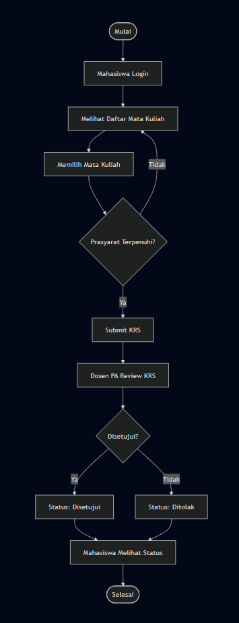 Mulai
Mahasiswa Login
Melihat Daftar Mata Kuliah
Memilih Mata Kuliah
Tidak
Prasyarat Terpenuhi?
Ya
Submit KRS
Dosen PA Review KRS
Disetujui?
Ya
Tidak
Status: Disetujui
Status: Ditolak
Mahasiswa Melihat Status
Selesai